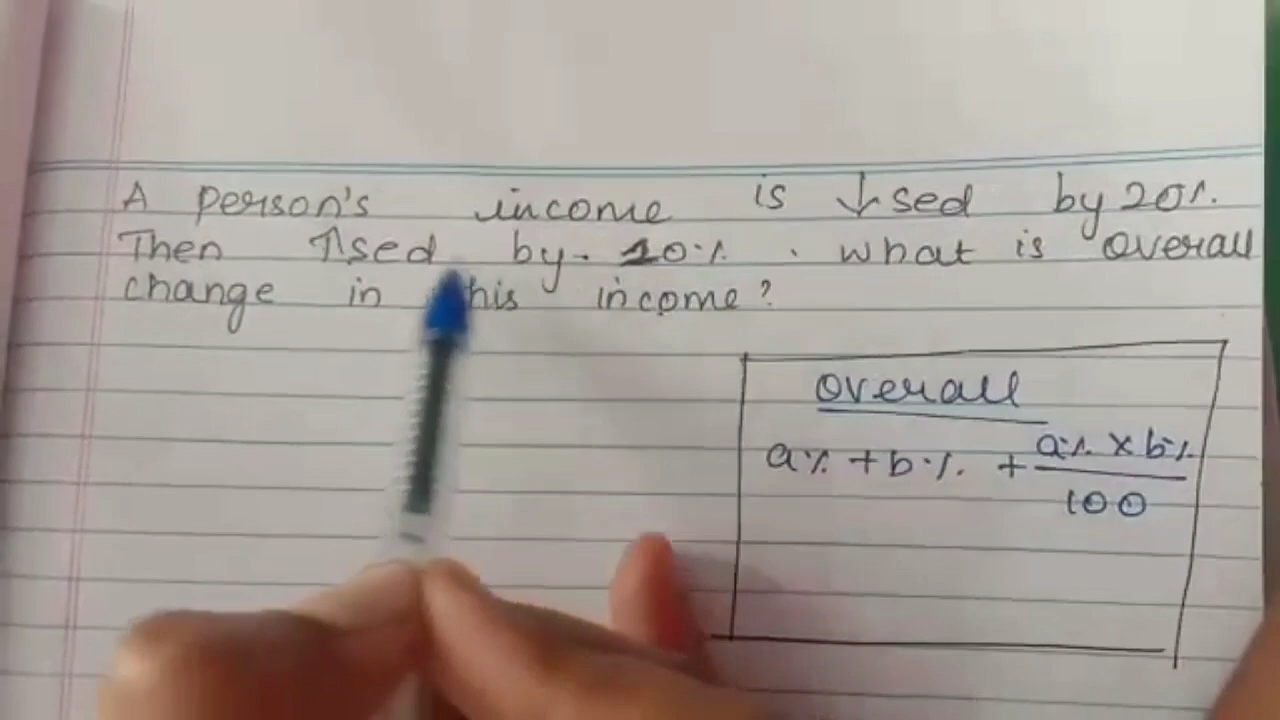 A person's income is ↓sed by 20%.
Then ↑sed by 10%. What is overall
change in his income?
Overall
a% + b% + a% × b%
100